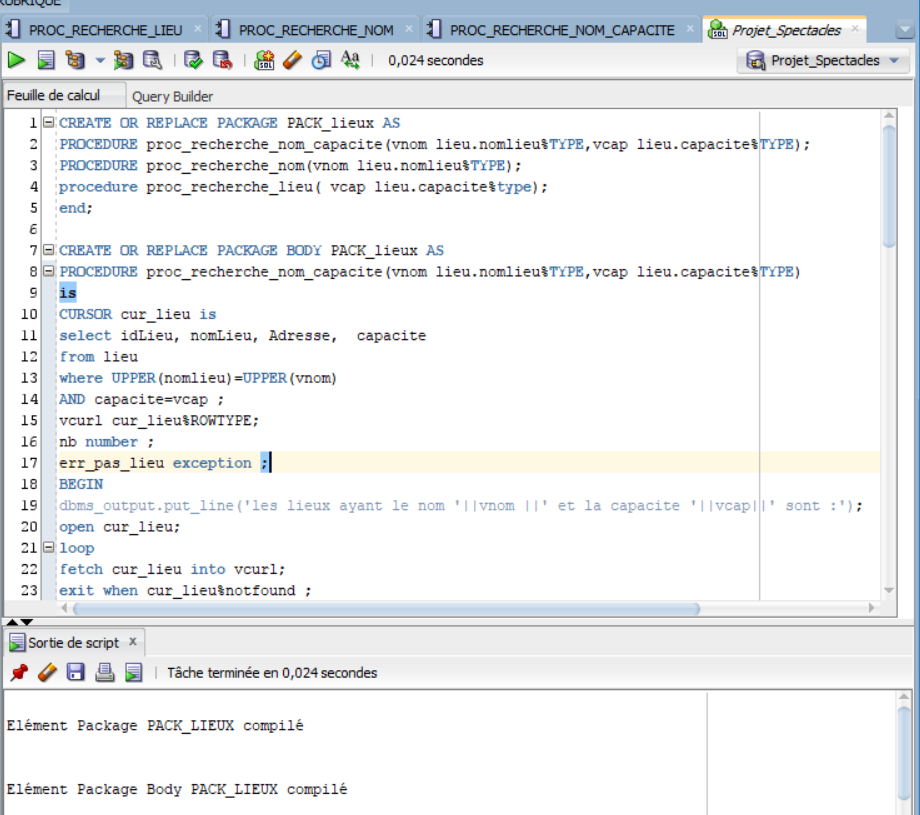 RUBRIQUE
PROC_RECHERCHE_LIEU × PROC_RECHERCHE_NOM × PROC_RECHERCHE_NOM_CAPACITE × Projet_Spectacles ×
SQL 0,024 secondes Projet_Spectacles
Feuille de calcul Query Builder
1 CREATE OR REPLACE PACKAGE PACK_lieux AS
2 PROCEDURE proc_recherche_nom_capacite(vnom lieu.nomlieu%TYPE,vcap lieu.capacite%TYPE);
3 PROCEDURE proc_recherche_nom(vnom lieu.nomlieu%TYPE);
4 procedure proc_recherche_lieu( vcap lieu.capacite%type);
5 end;
6
7 CREATE OR REPLACE PACKAGE BODY PACK_lieux AS
8 PROCEDURE proc_recherche_nom_capacite(vnom lieu.nomlieu%TYPE,vcap lieu.capacite%TYPE)
9 is
10 CURSOR cur_lieu is
11 select idLieu, nomLieu, Adresse,  capacite
12 from lieu
13 where UPPER(nomlieu)=UPPER(vnom)
14 AND capacite=vcap ;
15 vcurl cur_lieu%ROWTYPE;
16 nb number ;
17 err_pas_lieu exception ;
18 BEGIN
19 dbms_output.put_line('les lieux ayant le nom '||vnom ||' et la capacite '||vcap||' sont :');
20 open cur_lieu;
21 loop
22 fetch cur_lieu into vcurl;
23 exit when cur_lieu%notfound ;
Sortie de script ×
Tâche terminée en 0,024 secondes
Elément Package PACK_LIEUX compilé
Elément Package Body PACK_LIEUX compilé